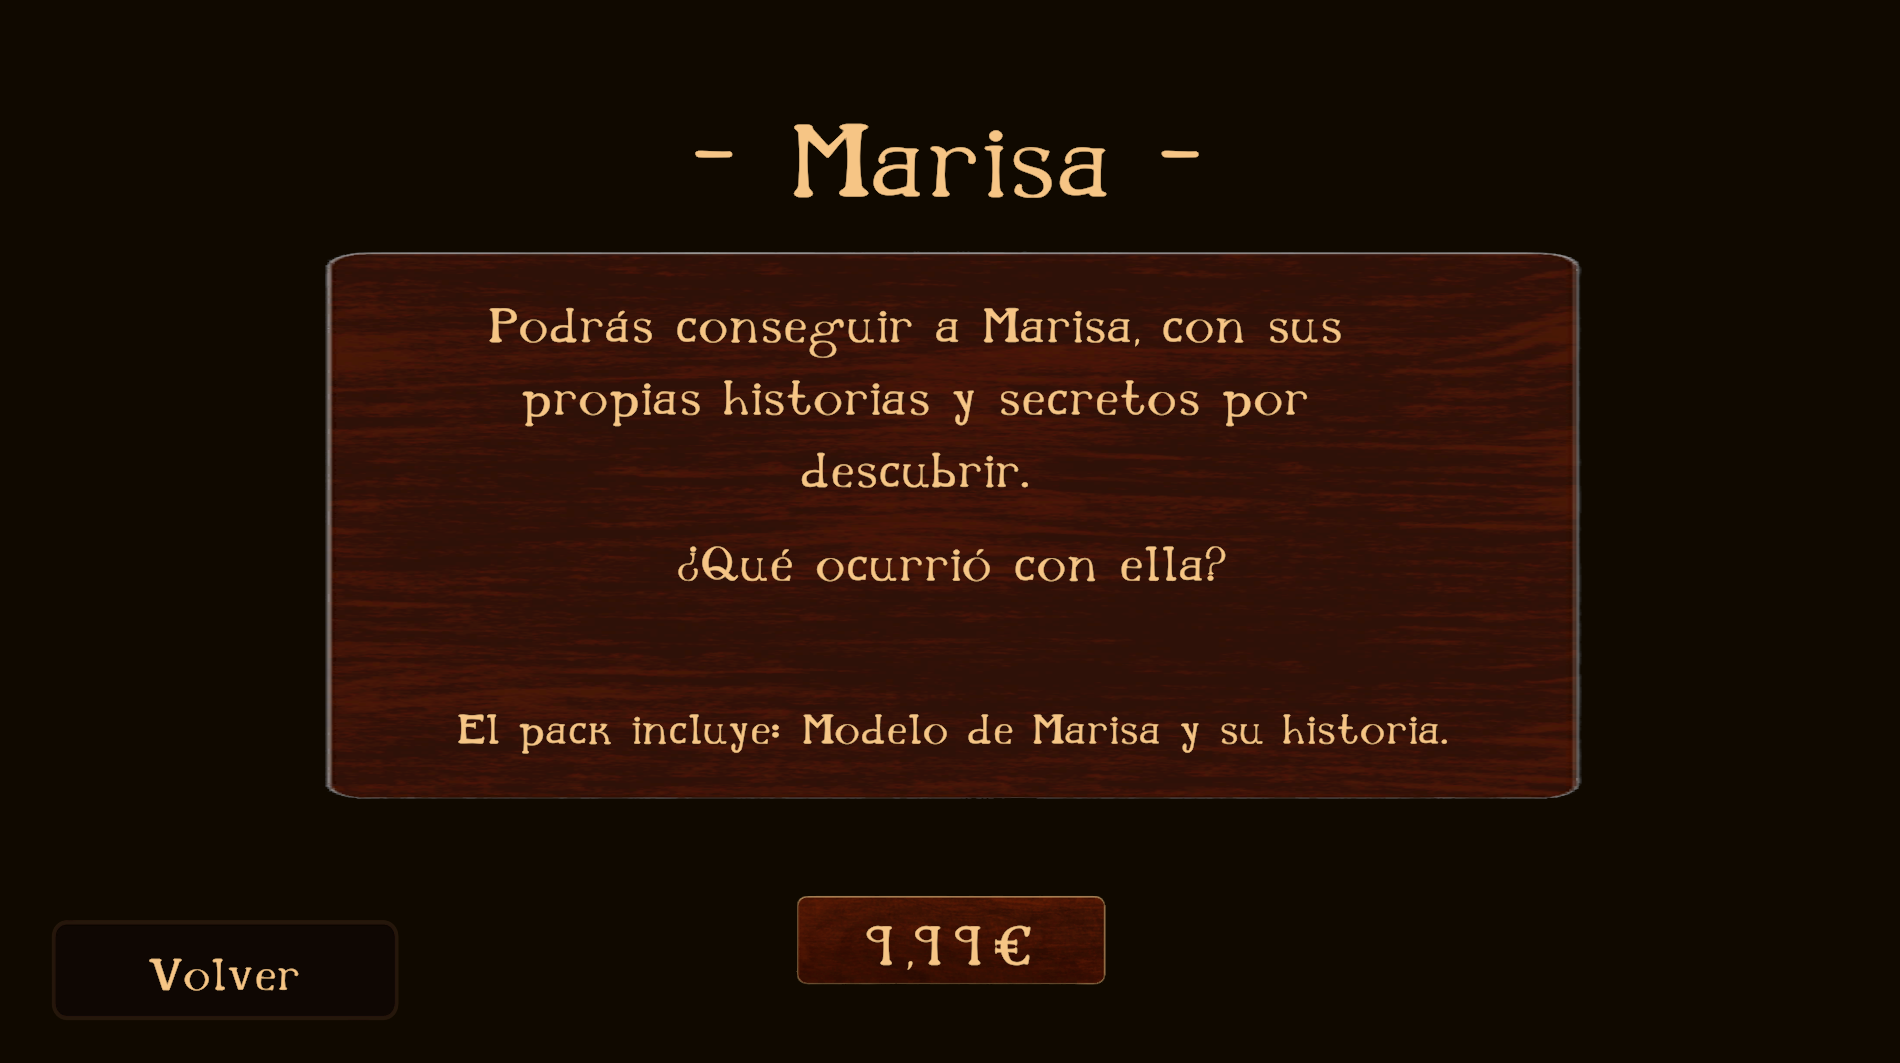 - Marisa -
Podrás conseguir a Marisa, con sus
propias historias y secretos por
descubrir.
¿Qué ocurrió con ella?
El pack incluye: Modelo de Marisa y su historia.
9,99€
Volver